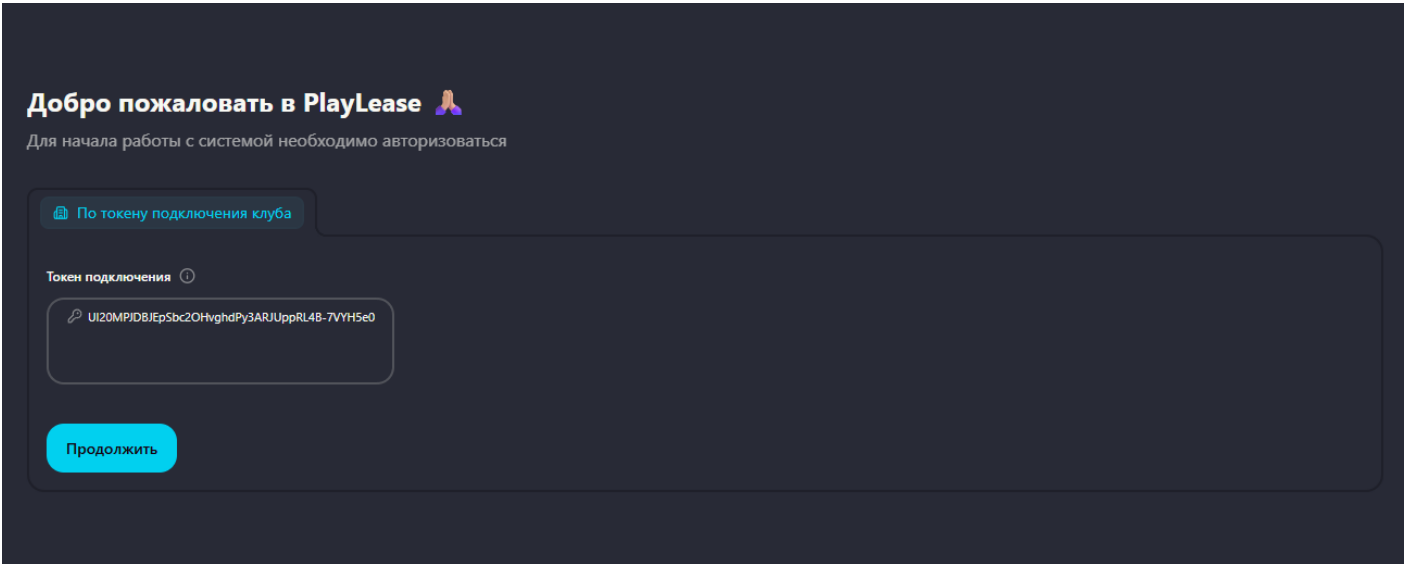 Добро пожаловать в PlayLease 🙏🏼
Для начала работы с системой необходимо авторизоваться
По токену подключения клуба
Токен подключения
UI20MPJDBJEpSbc2OHvghdPy3ARJUppRL4B-7VYH5e0
Продолжить